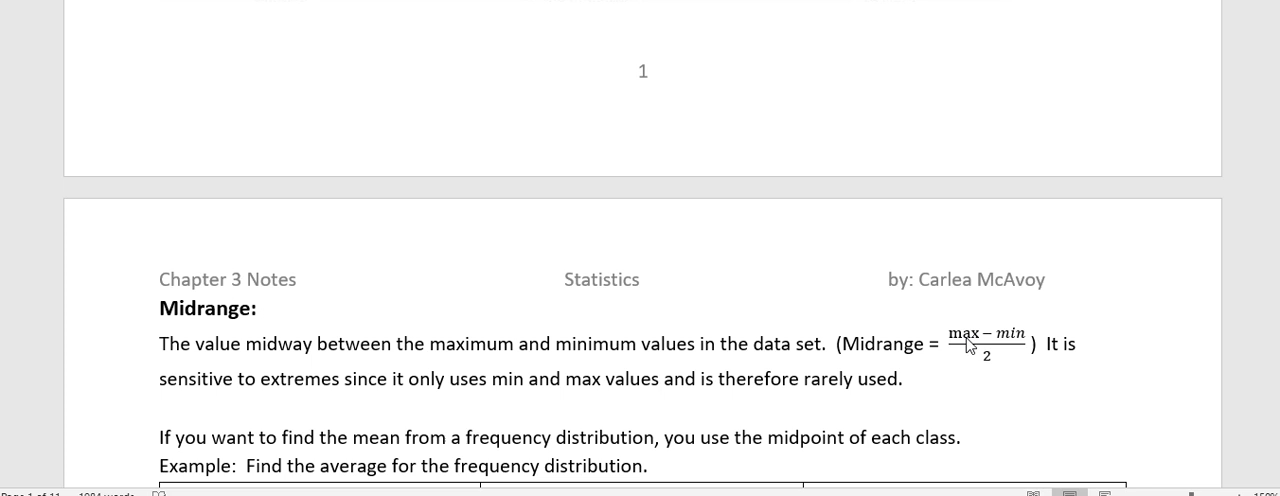 1
Chapter 3 Notes Statistics by: Carlea McAvoy
Midrange:
The value midway between the maximum and minimum values in the data set. (Midrange = (max − min)/2 ) It is
sensitive to extremes since it only uses min and max values and is therefore rarely used.
If you want to find the mean from a frequency distribution, you use the midpoint of each class.
Example: Find the average for the frequency distribution.